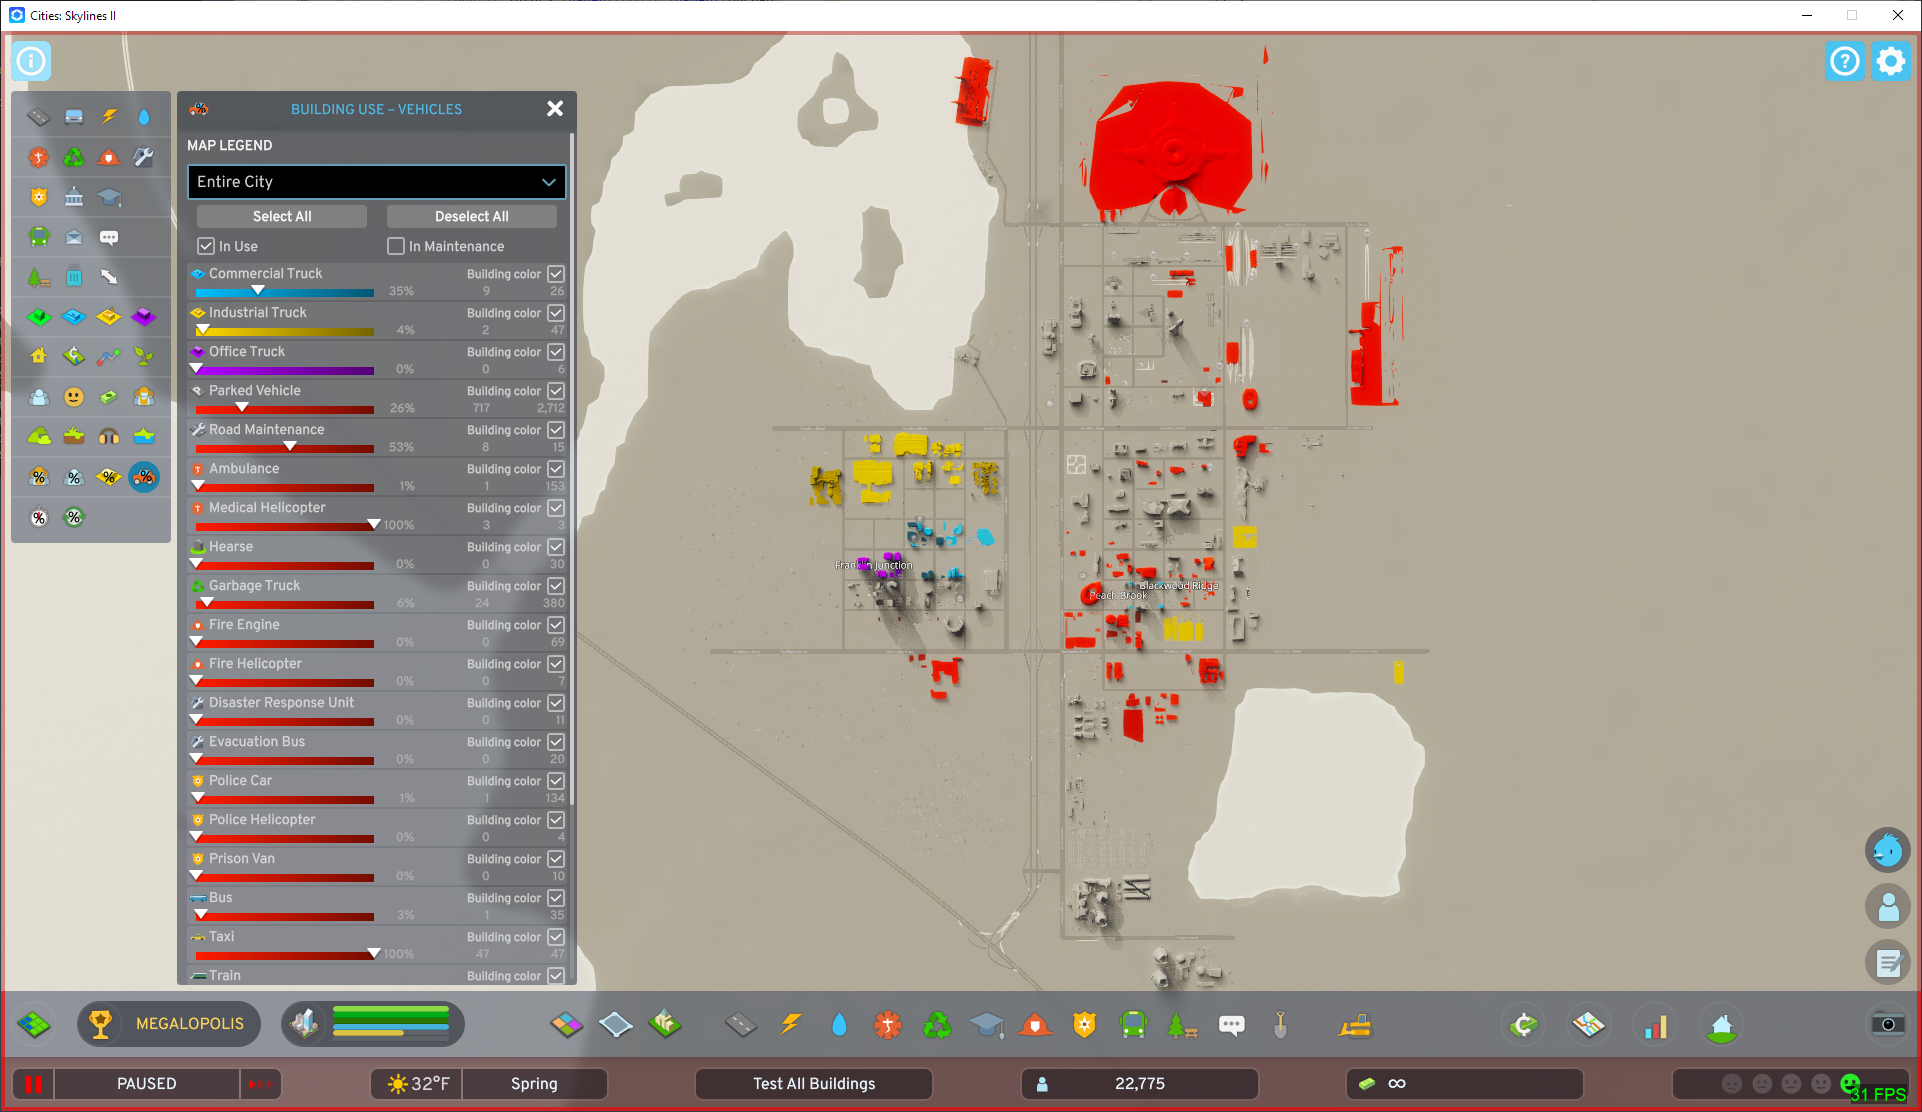 Cities: Skylines II
BUILDING USE – VEHICLES
MAP LEGEND
Entire City
Select All
Deselect All
In Use
In Maintenance
Commercial Truck Building color
35% 9 26
Industrial Truck Building color
4% 2 47
Office Truck Building color
0% 0 6
Parked Vehicle Building color
26% 717 2,712
Road Maintenance Building color
53% 8 15
Ambulance Building color
1% 1 153
Medical Helicopter Building color
100% 3 3
Hearse Building color
0% 0 30
Garbage Truck Building color
6% 24 380
Fire Engine Building color
0% 0 69
Fire Helicopter Building color
0% 0 7
Disaster Response Unit Building color
0% 0 11
Evacuation Bus Building color
0% 0 20
Police Car Building color
1% 1 134
Police Helicopter Building color
0% 0 4
Prison Van Building color
0% 0 10
Bus Building color
3% 1 35
Taxi Building color
100% 47 47
Train Building color
Franklin Junction
Blackwood Ridge
Peach Brook
MEGALOPOLIS
PAUSED
32°F
Spring
Test All Buildings
22,775
∞
31 FPS